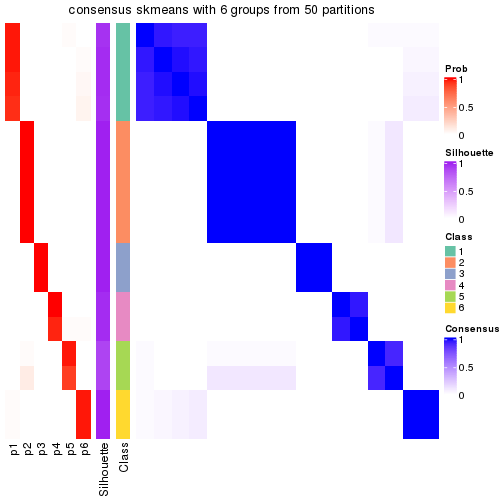 consensus skmeans with 6 groups from 50 partitions
Prob
1
0.5
0
Silhouette
1
0.5
0
Class
1
2
3
4
5
6
Consensus
1
0.5
0
p1
p2
p3
p4
p5
p6
Silhouette
Class